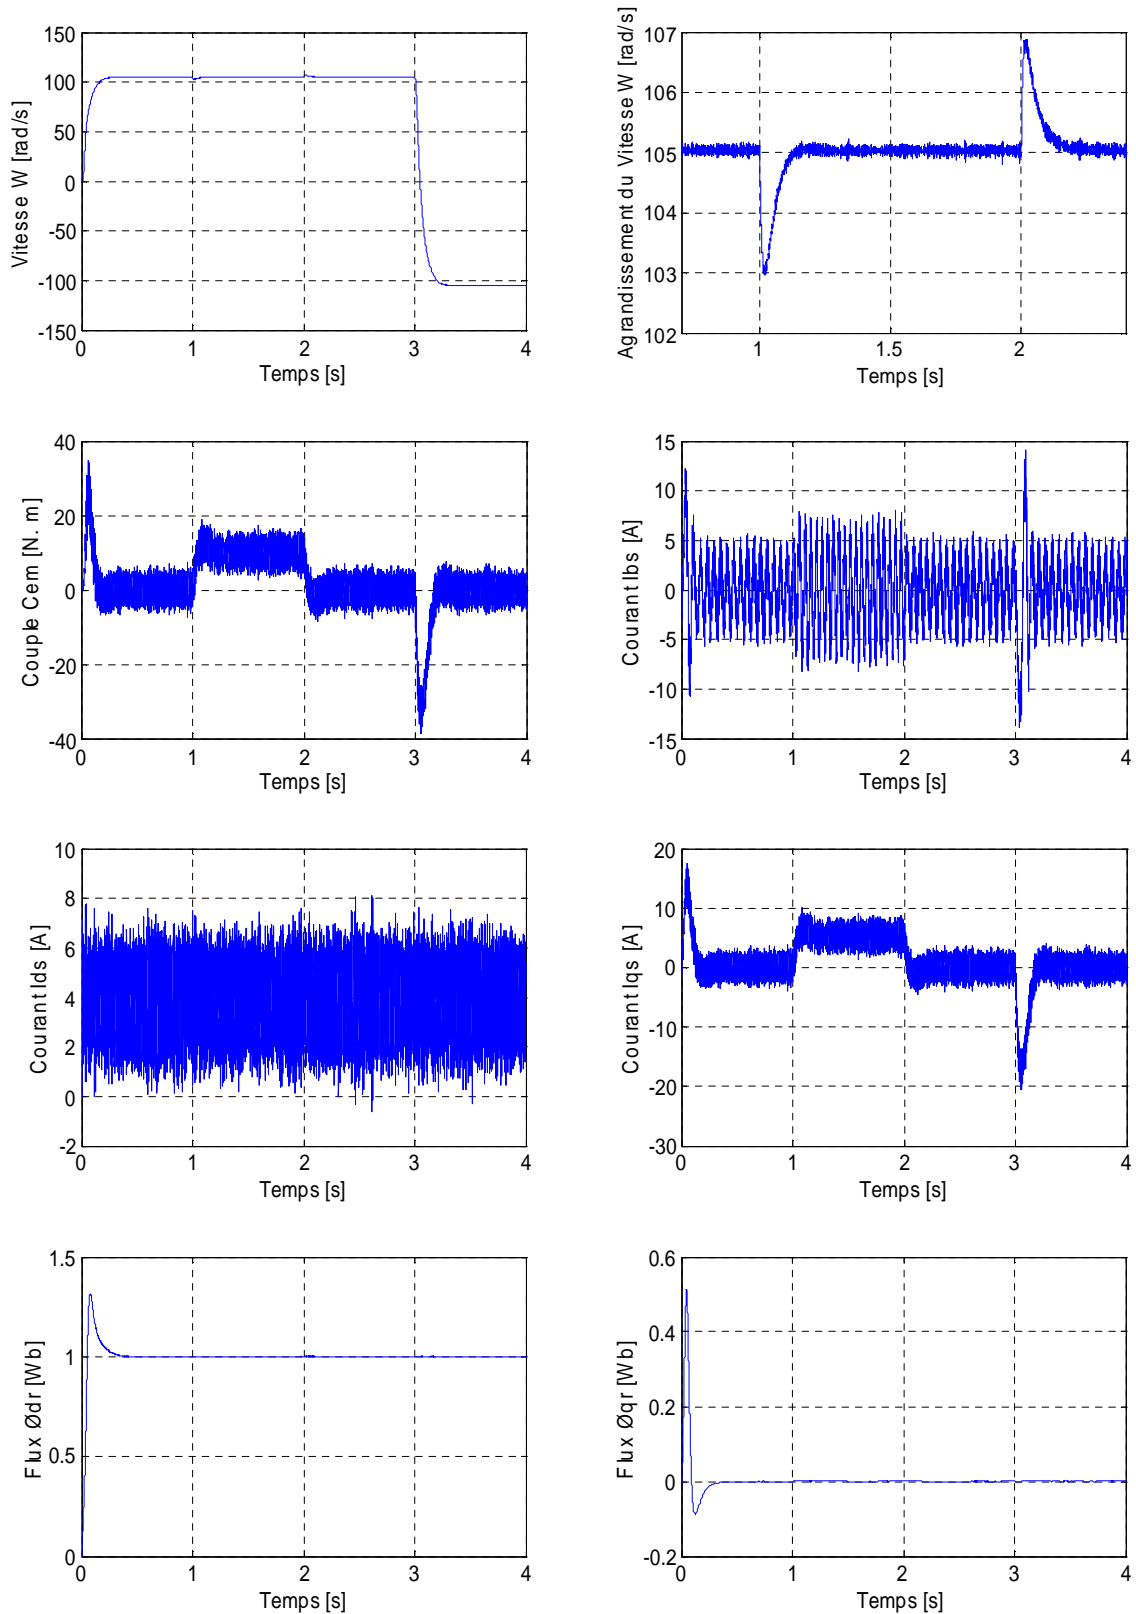 150
100
50
0
-50
-100
-150
Vitesse W [rad/s]
0 1 2 3 4
Temps [s]
107
106
105
104
103
102
Agrandissement du Vitesse W [rad/s]
1 1.5 2
Temps [s]
40
20
0
-20
-40
Couple Cem [N. m]
0 1 2 3 4
Temps [s]
15
10
5
0
-5
-10
-15
Courant Ibs [A]
0 1 2 3 4
Temps [s]
10
8
6
4
2
0
-2
Courant Ids [A]
0 1 2 3 4
Temps [s]
20
10
0
-10
-20
-30
Courant Iqs [A]
0 1 2 3 4
Temps [s]
1.5
1
0.5
0
Flux Ødr [Wb]
0 1 2 3 4
Temps [s]
0.6
0.4
0.2
0
-0.2
Flux Øqr [Wb]
0 1 2 3 4
Temps [s]